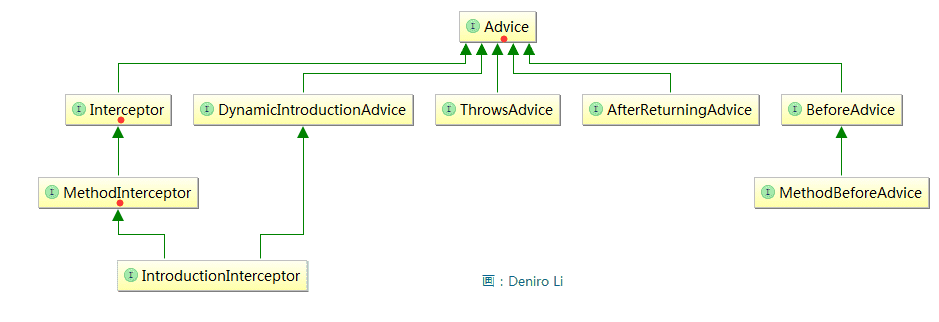 I Advice
I Interceptor
I DynamicIntroductionAdvice
I ThrowsAdvice
I AfterReturningAdvice
I BeforeAdvice
I MethodInterceptor
I MethodBeforeAdvice
I IntroductionInterceptor
画：Deniro Li